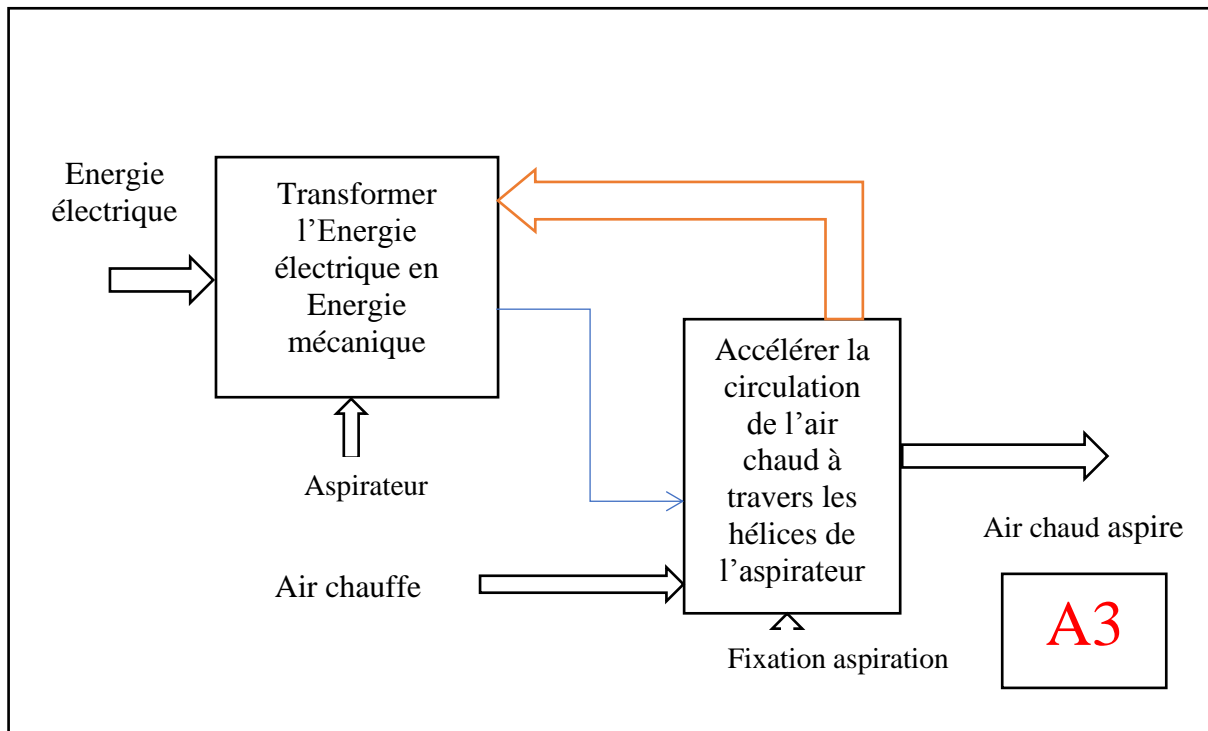 Energie
électrique
Transformer
l’Energie
électrique en
Energie
mécanique
Aspirateur
Accélérer la
circulation
de l’air
chaud à
travers les
hélices de
l’aspirateur
Air chauffe
Air chaud aspire
Fixation aspiration
A3